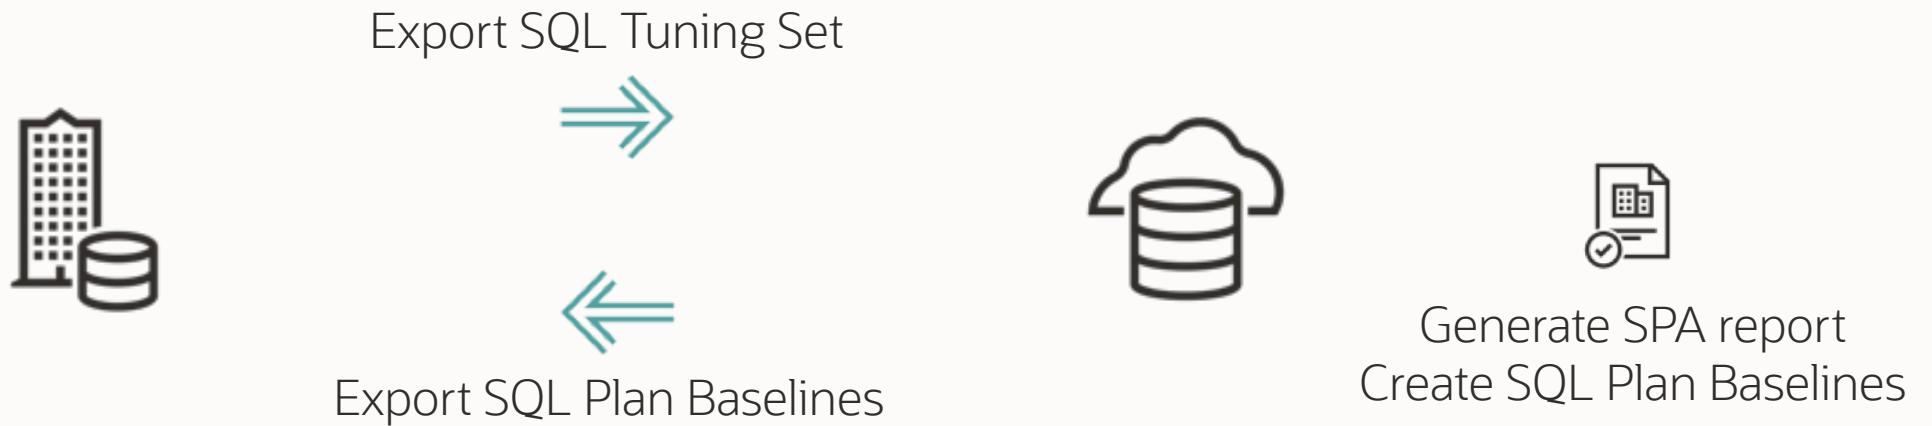 Export SQL Tuning Set
Export SQL Plan Baselines
Generate SPA report
Create SQL Plan Baselines